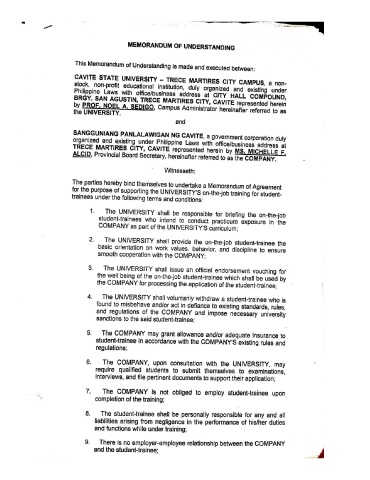 MEMORANDUM OF UNDERSTANDING
This Memorandum of Understanding is made and executed between:
CAVITE STATE UNIVERSITY – TRECE MARTIRES CITY CAMPUS, a non-
stock, non-profit educational Institution, duly organized and existing under
Philippine Laws with office/business address at CITY HALL COMPOUND,
BRGY. SAN AGUSTIN, TRECE MARTIRES CITY, CAVITE represented herein
by PROF. NOEL A. SEDIGO, Campus Administrator hereinafter referred to as
the UNIVERSITY.
and
SANGGUNIANG PANLALAWIGAN NG CAVITE, a government corporation duly
organized and existing under Philippine Laws with office/business address at
TRECE MARTIRES CITY, CAVITE represented herein by MS. MICHELLE F.
ALCID, Provincial Board Secretary, hereinafter referred to as the COMPANY.
Witnesseth:
The parties hereby bind themselves to undertake a Memorandum of Agreement
for the purpose of supporting the UNIVERSITY'S on-the-job training for student-
trainees under the following terms and conditions:
1. The UNIVERSITY shall be responsible for briefing the on-the-job
student-trainees who intend to conduct practicum exposure in the
COMPANY as part of the UNIVERSITY'S curriculum;
2. The UNIVERSITY shall provide the on-the-job student-trainee the
basic orientation on work values, behavior, and discipline to ensure
smooth cooperation with the COMPANY;
3. The UNIVERSITY shall issue an official endorsement vouching for
the well being of the on-the-job student-trainee which shall be used by
the COMPANY for processing the application of the student-trainee;
4. The UNIVERSITY shall voluntarily withdraw a student-trainee who is
found to misbehave and/or act in defiance to existing standards, rules,
and regulations of the COMPANY and impose necessary university
sanctions to the said student-trainee;
5. The COMPANY may grant allowance and/or adequate insurance to
student-trainee in accordance with the COMPANY'S existing rules and
regulations;
6. The COMPANY, upon consultation with the UNIVERSITY, may
require qualified students to submit themselves to examinations,
interviews, and file pertinent documents to support their application;
7. The COMPANY is not obliged to employ student-trainee upon
completion of the training;
8. The student-trainee shall be personally responsible for any and all
liabilities arising from negligence in the performance of his/her duties
and functions while under training;
9. There is no employer-employee relationship between the COMPANY
and the student-trainee;